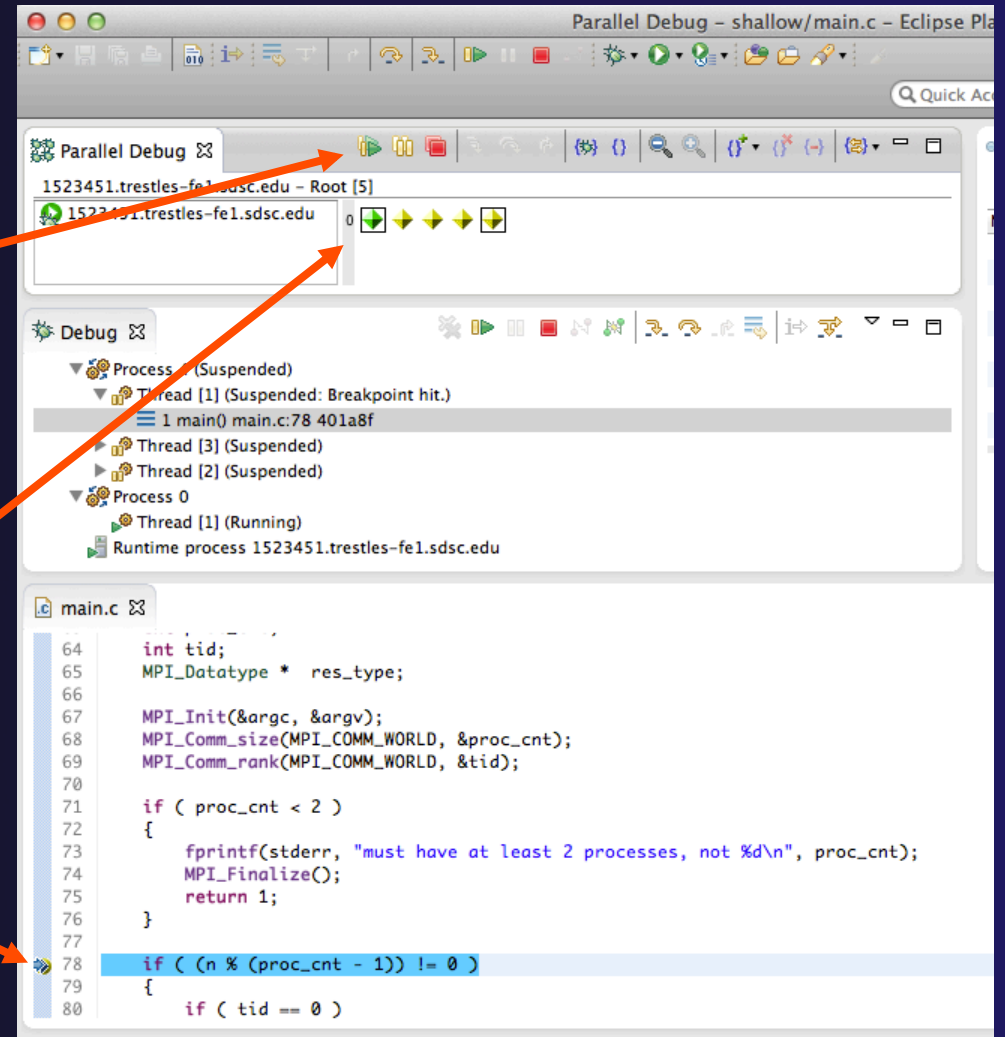 Parallel Debug – shallow/main.c – Eclipse Pla
Quick Acc
Parallel Debug
1523451.trestles-fe1.sdsc.edu – Root [5]
1523451.trestles-fe1.sdsc.edu
0
Debug
Process (Suspended)
Thread [1] (Suspended: Breakpoint hit.)
1 main() main.c:78 401a8f
Thread [3] (Suspended)
Thread [2] (Suspended)
Process 0
Thread [1] (Running)
Runtime process 1523451.trestles-fe1.sdsc.edu
main.c
64 int tid;
65 MPI_Datatype * res_type;
66
67 MPI_Init(&argc, &argv);
68 MPI_Comm_size(MPI_COMM_WORLD, &proc_cnt);
69 MPI_Comm_rank(MPI_COMM_WORLD, &tid);
70
71 if ( proc_cnt < 2 )
72 {
73 fprintf(stderr, "must have at least 2 processes, not %d\n", proc_cnt);
74 MPI_Finalize();
75 return 1;
76 }
77
78 if ( (n % (proc_cnt - 1)) != 0 )
79 {
80 if ( tid == 0 )